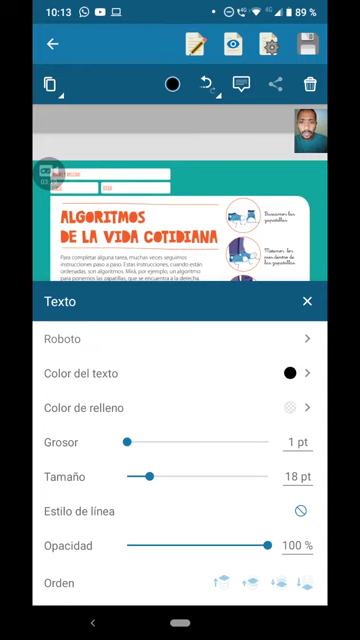 10:13
4G
89 %
ALGORITMOS
DE LA VIDA COTIDIANA
Para completar alguna tarea, muchas veces seguimos
instrucciones paso a paso. Estas instrucciones, cuando están
ordenadas, son algoritmos. Mirá, por ejemplo, un algoritmo
para ponernos las zapatillas, que se encuentra a la derecha.
Buscamos las
zapatillas.
Metemos los
pies dentro de
las zapatillas.
Texto
Roboto
Color del texto
Color de relleno
Grosor
1 pt
Tamaño
18 pt
Estilo de línea
Opacidad
100 %
Orden